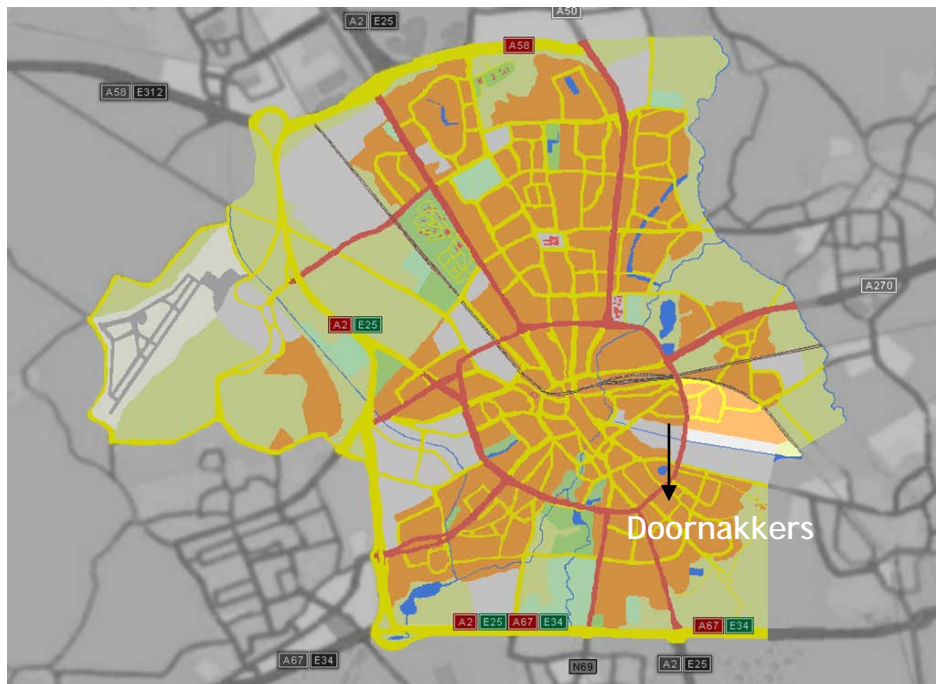 A50
A2 E25
A58
A58 E312
A270
A2 E25
Doornakkers
A2 E25 A67 E34
A67 E34
A67 E34
N69
A2 E25